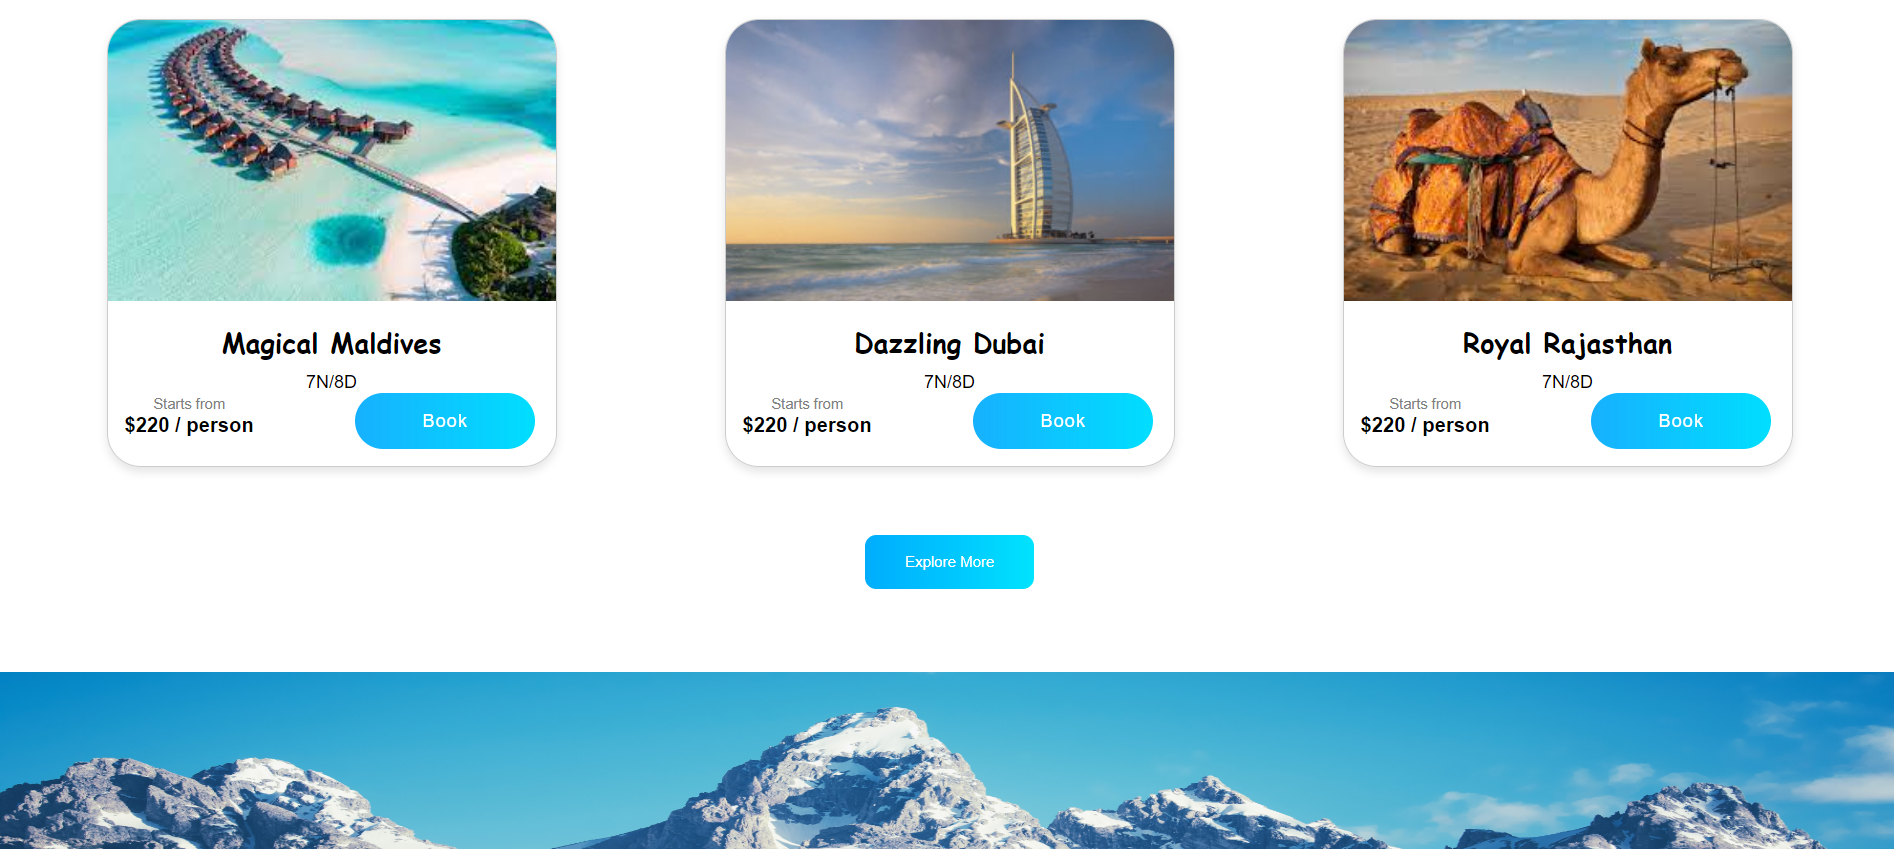 Magical Maldives
7N/8D
Starts from
$220 / person
Book
Dazzling Dubai
7N/8D
Starts from
$220 / person
Book
Royal Rajasthan
7N/8D
Starts from
$220 / person
Book
Explore More